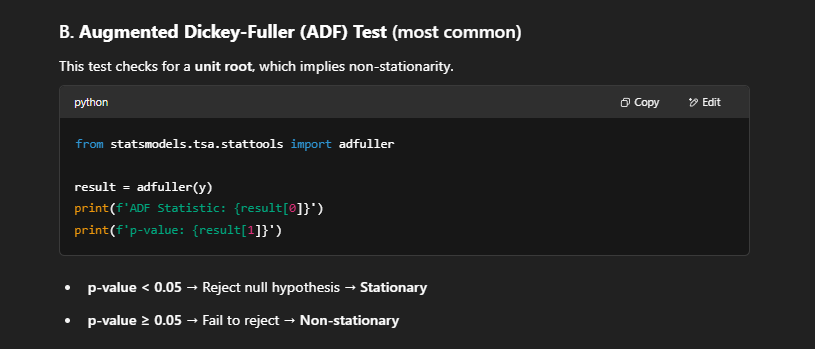 B. Augmented Dickey-Fuller (ADF) Test (most common)
This test checks for a unit root, which implies non-stationarity.
python Copy Edit
from statsmodels.tsa.stattools import adfuller
result = adfuller(y)
print(f'ADF Statistic: {result[0]}')
print(f'p-value: {result[1]}')
• p-value < 0.05 → Reject null hypothesis → Stationary
• p-value ≥ 0.05 → Fail to reject → Non-stationary